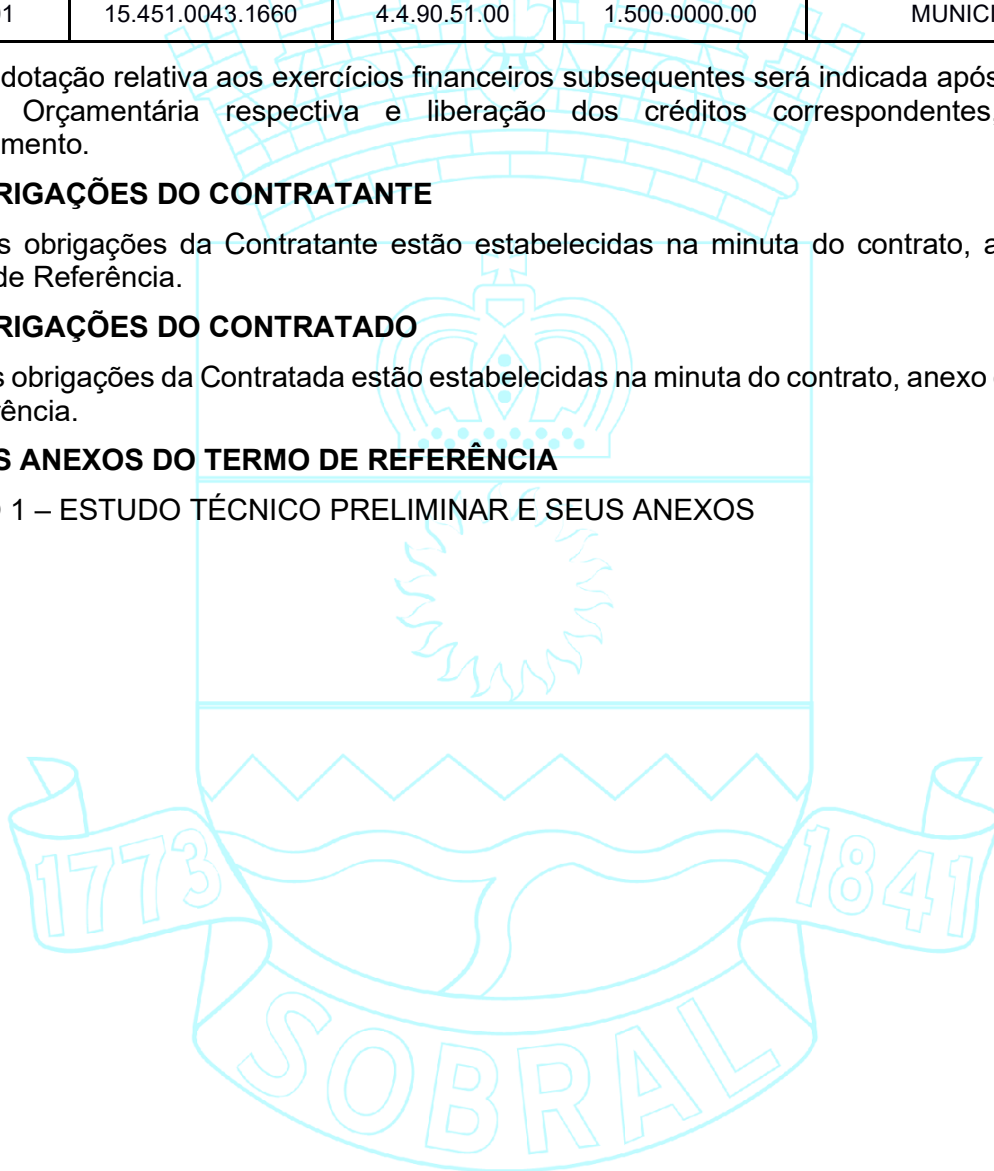 01 15.451.0043.1660 4.4.90.51.00 1.500.0000.00 MUNICI
dotação relativa aos exercícios financeiros subsequentes será indicada após
Orçamentária respectiva e liberação dos créditos correspondentes,
mento.
RIGAÇÕES DO CONTRATANTE
s obrigações da Contratante estão estabelecidas na minuta do contrato, a
de Referência.
RIGAÇÕES DO CONTRATADO
s obrigações da Contratada estão estabelecidas na minuta do contrato, anexo
rência.
S ANEXOS DO TERMO DE REFERÊNCIA
1 – ESTUDO TÉCNICO PRELIMINAR E SEUS ANEXOS
1773
1841
SOBRAL